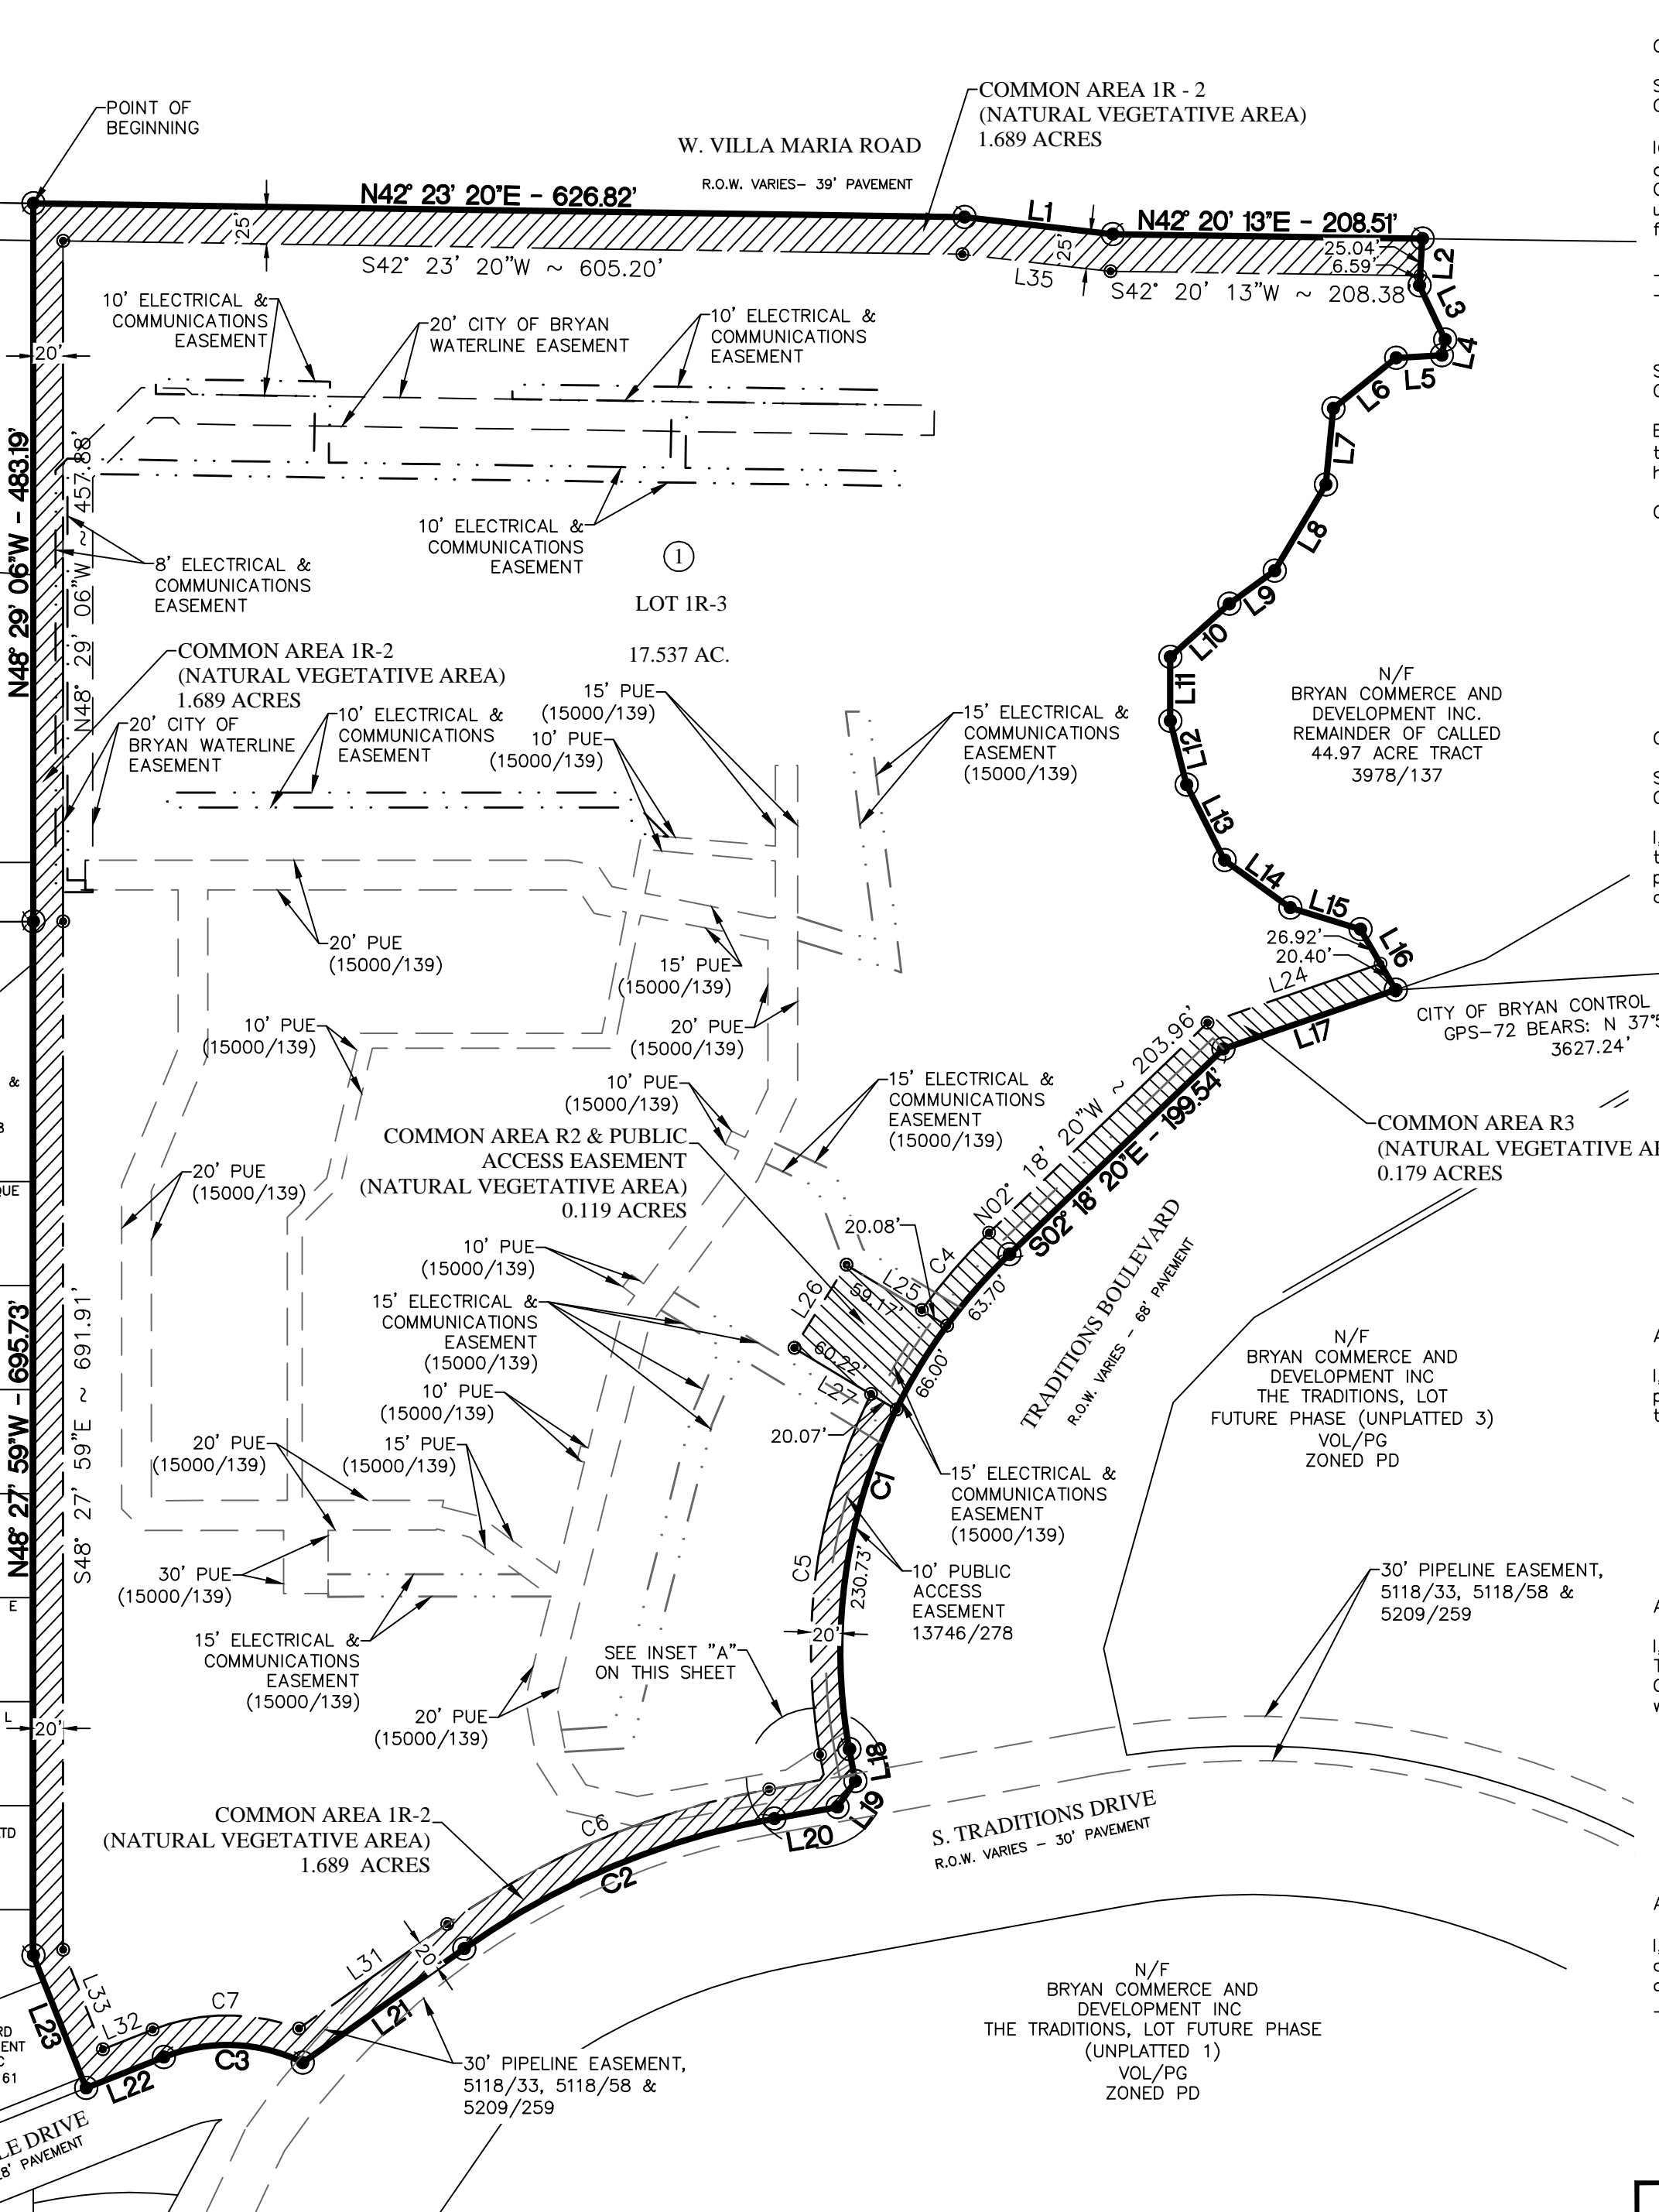 POINT OF
BEGINNING
COMMON AREA 1R - 2
(NATURAL VEGETATIVE AREA)
1.689 ACRES
W. VILLA MARIA ROAD
R.O.W. VARIES– 39' PAVEMENT
N42° 23' 20"E - 626.82'
L1
N42° 20' 13"E - 208.51'
25'
25'
25.04'
6.59'
L2
S42° 23' 20"W ~ 605.20'
L35
S42° 20' 13"W ~ 208.38'
L3
L4
L5
L6
L7
L8
L9
L10
L11
L12
L13
L14
L15
L16
10' ELECTRICAL &
COMMUNICATIONS
EASEMENT
20' CITY OF BRYAN
WATERLINE EASEMENT
10' ELECTRICAL &
COMMUNICATIONS
EASEMENT
20'
N48° 29' 06"W - 483.19'
N48° 29' 06"W ~ 457.88'
10' ELECTRICAL &
COMMUNICATIONS
EASEMENT
8' ELECTRICAL &
COMMUNICATIONS
EASEMENT
1
LOT 1R-3
17.537 AC.
COMMON AREA 1R-2
(NATURAL VEGETATIVE AREA)
1.689 ACRES
20' CITY OF
BRYAN WATERLINE
EASEMENT
10' ELECTRICAL &
COMMUNICATIONS
EASEMENT
15' PUE
(15000/139)
10' PUE
(15000/139)
15' ELECTRICAL &
COMMUNICATIONS
EASEMENT
(15000/139)
N/F
BRYAN COMMERCE AND
DEVELOPMENT INC.
REMAINDER OF CALLED
44.97 ACRE TRACT
3978/137
26.92'
20.40'
L24
L17
CITY OF BRYAN CONTROL
GPS–72 BEARS: N 37°5
3627.24'
20' PUE
(15000/139)
15' PUE
(15000/139)
20' PUE
(15000/139)
10' PUE
(15000/139)
10' PUE
(15000/139)
15' ELECTRICAL &
COMMUNICATIONS
EASEMENT
(15000/139)
N02° 18' 20"W ~ 203.96'
S02° 18' 20"E - 199.54'
COMMON AREA R3
(NATURAL VEGETATIVE AR
0.179 ACRES
COMMON AREA R2 & PUBLIC
ACCESS EASEMENT
(NATURAL VEGETATIVE AREA)
0.119 ACRES
20' PUE
(15000/139)
&
QUE
20.08'
C4
L25
59.17'
L26
63.70'
60.22'
L27
66.00'
20.07'
TRADITIONS BOULEVARD
R.O.W. VARIES – 68' PAVEMENT
10' PUE
(15000/139)
15' ELECTRICAL &
COMMUNICATIONS
EASEMENT
(15000/139)
10' PUE
(15000/139)
20' PUE
(15000/139)
15' PUE
(15000/139)
N48° 27' 59"W - 695.73'
S48° 27' 59"E ~ 691.91'
N/F
BRYAN COMMERCE AND
DEVELOPMENT INC
THE TRADITIONS, LOT
FUTURE PHASE (UNPLATTED 3)
VOL/PG
ZONED PD
15' ELECTRICAL &
COMMUNICATIONS
EASEMENT
(15000/139)
C1
C5
230.73'
20'
10' PUBLIC
ACCESS
EASEMENT
13746/278
30' PUE
(15000/139)
15' ELECTRICAL &
COMMUNICATIONS
EASEMENT
(15000/139)
SEE INSET "A"
ON THIS SHEET
30' PIPELINE EASEMENT,
5118/33, 5118/58 &
5209/259
E
L
20'
20' PUE
(15000/139)
L18
L19
L20
COMMON AREA 1R-2
(NATURAL VEGETATIVE AREA)
1.689 ACRES
C6
C2
S. TRADITIONS DRIVE
R.O.W. VARIES – 30' PAVEMENT
TD
20'
L31
L21
L33
L32
C7
L23
L22
C3
30' PIPELINE EASEMENT,
5118/33, 5118/58 &
5209/259
N/F
BRYAN COMMERCE AND
DEVELOPMENT INC
THE TRADITIONS, LOT FUTURE PHASE
(UNPLATTED 1)
VOL/PG
ZONED PD
RD
ENT
C
61
LE DRIVE
8' PAVEMENT